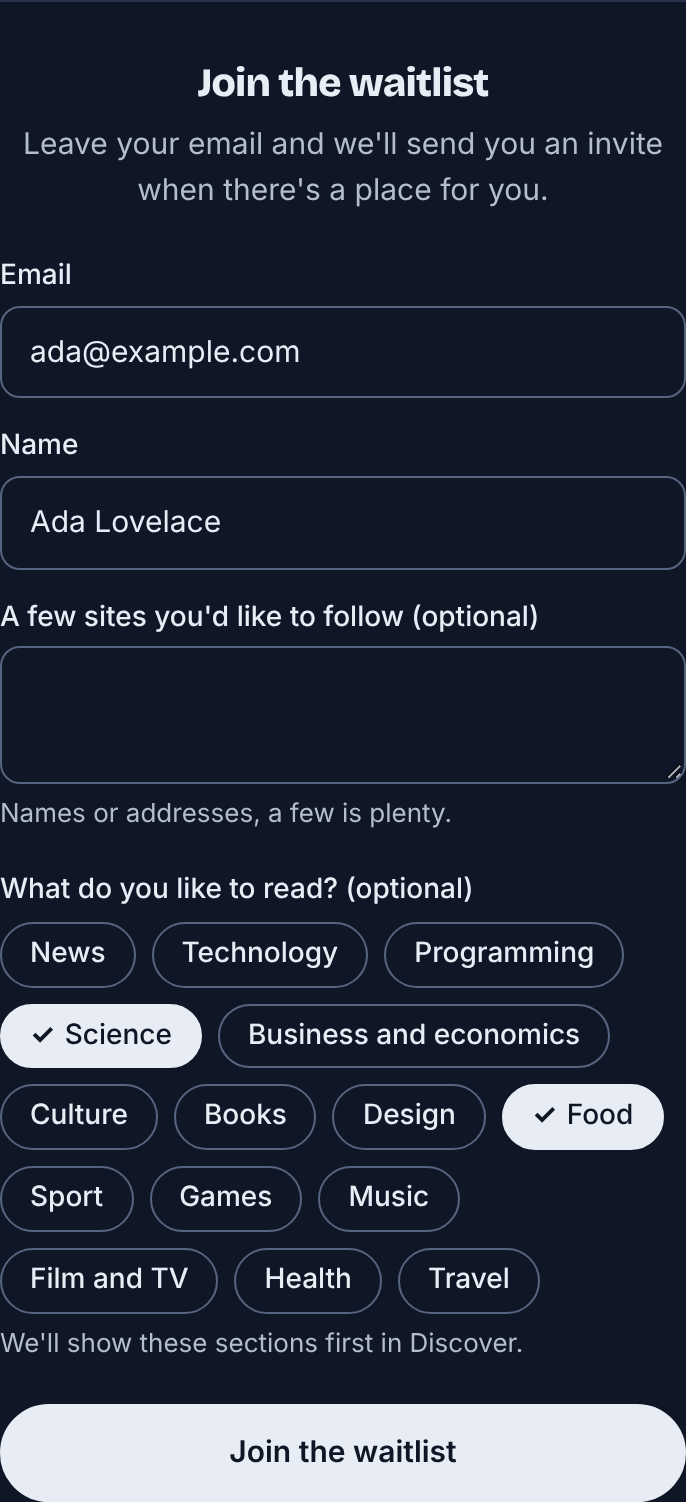 Join the waitlist
Leave your email and we'll send you an invite
when there's a place for you.
Email
ada@example.com
Name
Ada Lovelace
A few sites you'd like to follow (optional)
Names or addresses, a few is plenty.
What do you like to read? (optional)
News Technology Programming
✓ Science Business and economics
Culture Books Design ✓ Food
Sport Games Music
Film and TV Health Travel
We'll show these sections first in Discover.
Join the waitlist